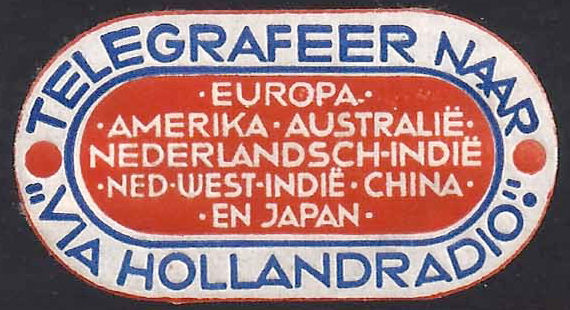 TELEGRAFEER NAAR
·EUROPA·
·AMERIKA·AUSTRALIË·
NEDERLANDSCH-INDIË
·NED·WEST-INDIË·CHINA·
·EN JAPAN·
"VIA HOLLANDRADIO"